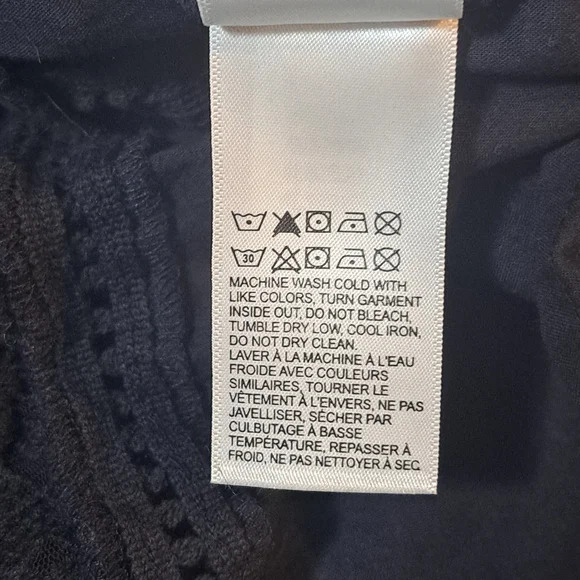 30
MACHINE WASH COLD WITH
LIKE COLORS, TURN GARMENT
INSIDE OUT, DO NOT BLEACH,
TUMBLE DRY LOW, COOL IRON,
DO NOT DRY CLEAN.
LAVER À LA MACHINE À L'EAU
FROIDE AVEC COULEURS
SIMILAIRES, TOURNER LE
VÊTEMENT À L'ENVERS, NE PAS
JAVELLISER, SÉCHER PAR
CULBUTAGE À BASSE
TEMPÉRATURE, REPASSER À
FROID, NE PAS NETTOYER À SEC.